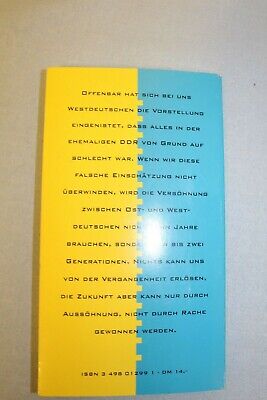 OFFENBAR HAT SICH BEI UNS
WESTDEUTSCHEN DIE VORSTELLUNG
EINGENISTET, DASS ALLES IN DER
EHEMALIGEN DDR VON GRUND AUF
SCHLECHT WAR. WENN WIR DIESE
FALSCHE EINSCHÄTZUNG NICHT
ÜBERWINDEN, WIRD DIE VERSÖHNUNG
ZWISCHEN OST- UND WEST-
DEUTSCHEN NICHT JAHRE
BRAUCHEN, SONDERN BIS ZWEI
GENERATIONEN. NICHTS KANN UNS
VON DER VERGANGENHEIT ERLÖSEN,
DIE ZUKUNFT ABER KANN NUR DURCH
AUSSÖHNUNG, NICHT DURCH RACHE
GEWONNEN WERDEN.
ISBN 3 498 01299 1 · DM 14,-